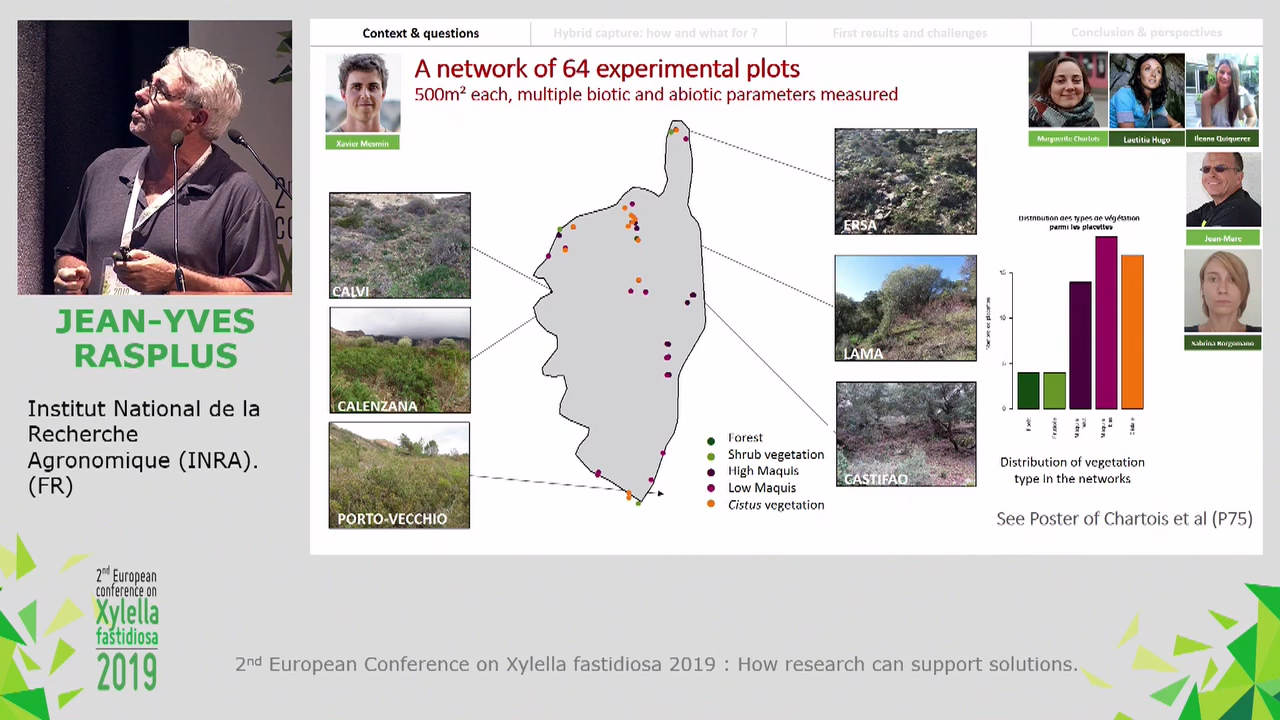 Context & questions
Hybrid capture: how and what for ?
First results and challenges
Conclusion & perspectives
A network of 64 experimental plots
500m² each, multiple biotic and abiotic parameters measured
Xavier Mesmin
Marguerite Chartois
Laetitia Hugo
Ileana Quiquerez
Jean-Marc
Sabrina Borgomano
CALVI
CALENZANA
PORTO-VECCHIO
ERSA
LAMA
CASTIFAO
Forest
Shrub vegetation
High Maquis
Low Maquis
Cistus vegetation
Distribution des types de végétation
parmi les placettes
15
10
5
0
Distribution of vegetation
type in the networks
See Poster of Chartois et al (P75)
JEAN-YVES
RASPLUS
Institut National de la
Recherche
Agronomique (INRA).
(FR)
2nd European
conference on
Xylella
fastidiosa
2019
2nd European Conference on Xylella fastidiosa 2019 : How research can support solutions.